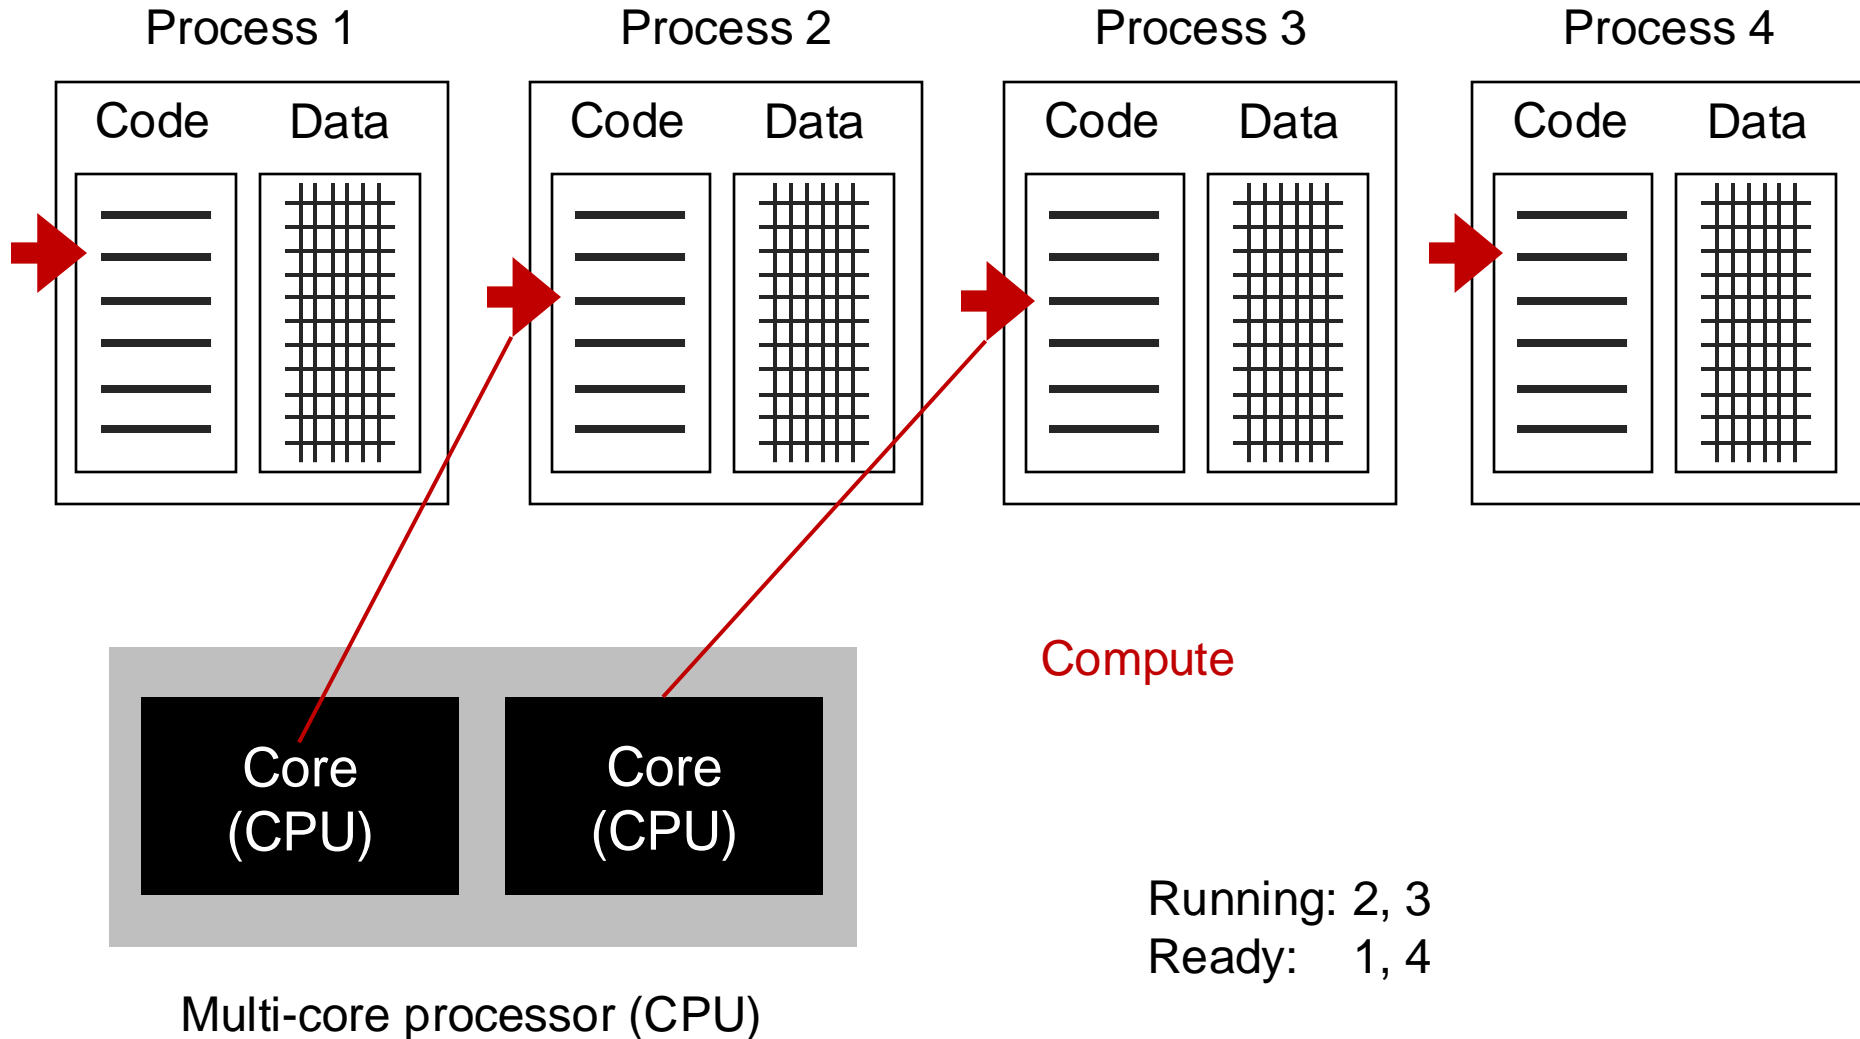 Process 1
Process 2
Process 3
Process 4
Code
Data
Code
Data
Code
Data
Code
Data
Compute
Core
(CPU)
Core
(CPU)
Running: 2, 3
Ready: 1, 4
Multi-core processor (CPU)